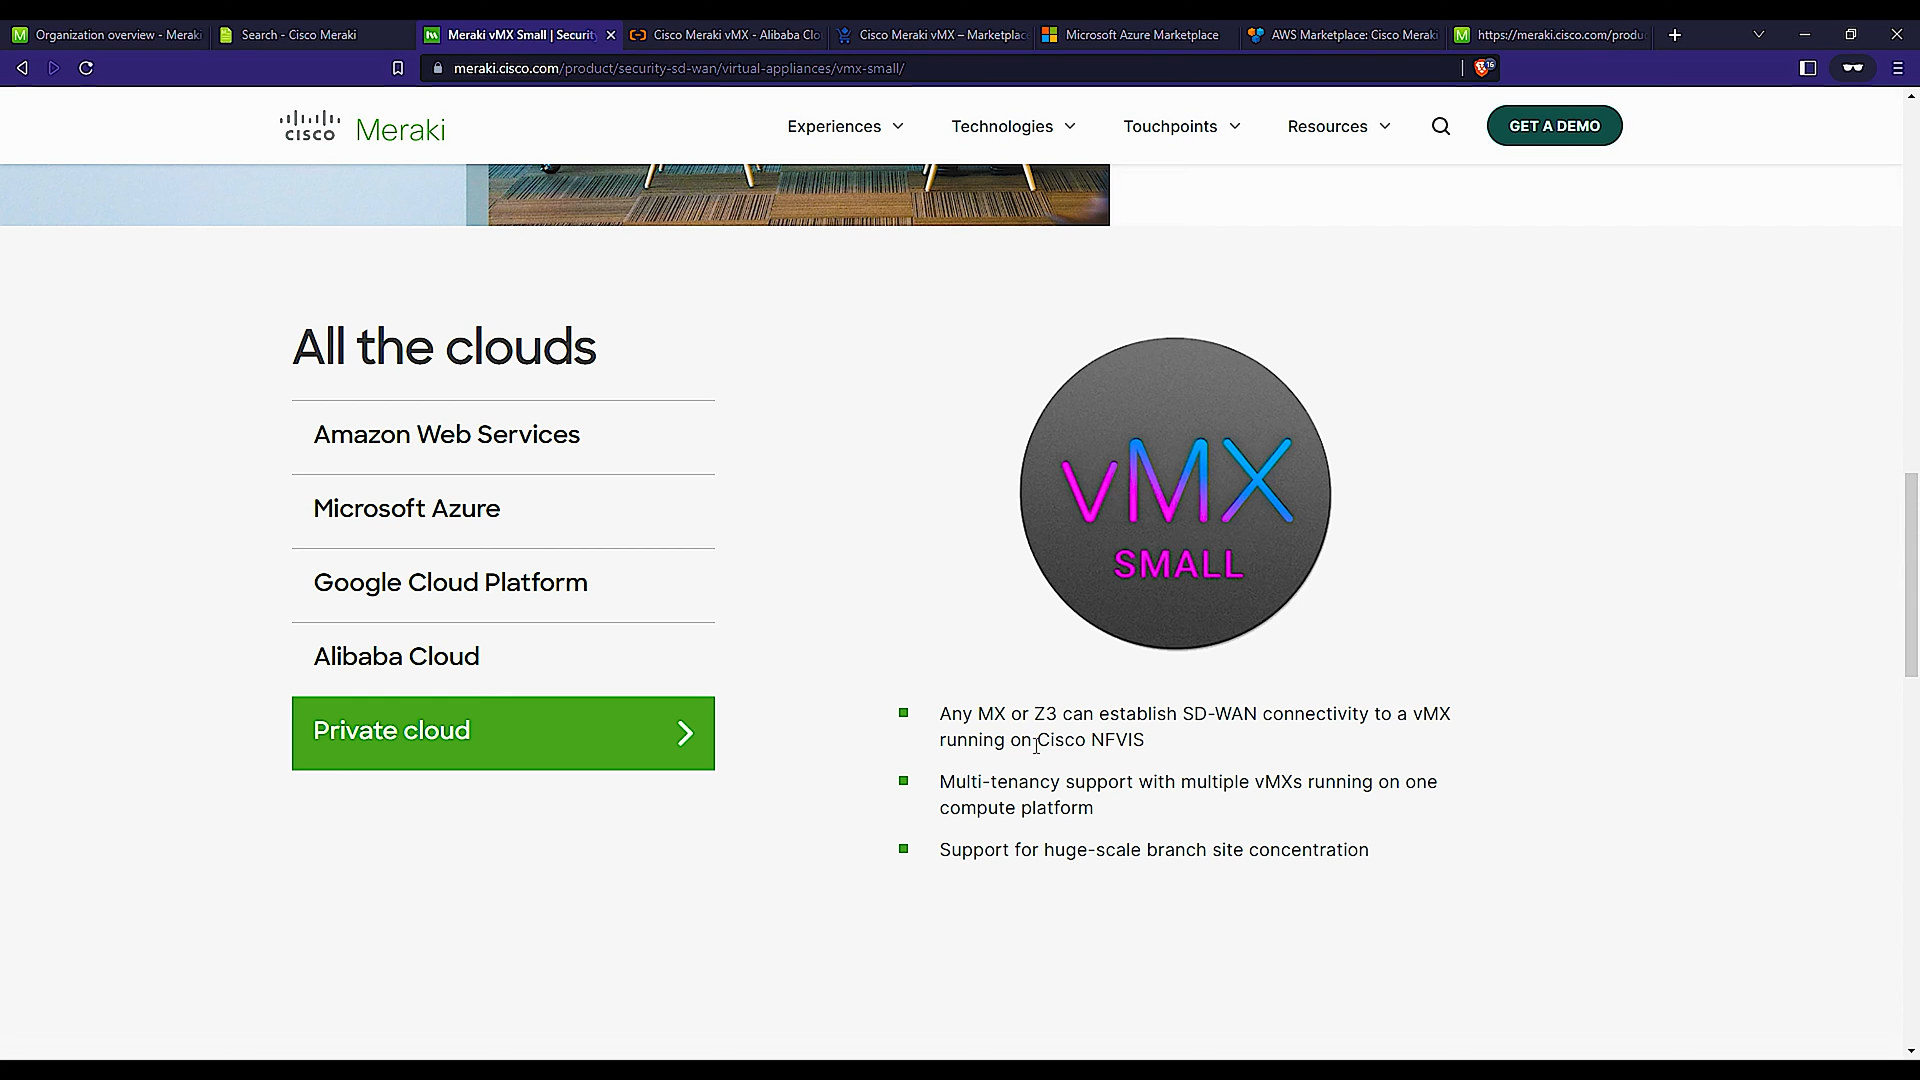 Organization overview - Meraki
Search - Cisco Meraki
Meraki vMX Small | Securit
Cisco Meraki vMX - Alibaba Clo
Cisco Meraki vMX – Marketplac
Microsoft Azure Marketplace
AWS Marketplace: Cisco Meraki
https://meraki.cisco.com/produ
meraki.cisco.com/product/security-sd-wan/virtual-appliances/vmx-small/
16
cisco Meraki
Experiences
Technologies
Touchpoints
Resources
GET A DEMO
All the clouds
Amazon Web Services
Microsoft Azure
Google Cloud Platform
Alibaba Cloud
Private cloud
vMX
SMALL
Any MX or Z3 can establish SD-WAN connectivity to a vMX
running on Cisco NFVIS
Multi-tenancy support with multiple vMXs running on one
compute platform
Support for huge-scale branch site concentration